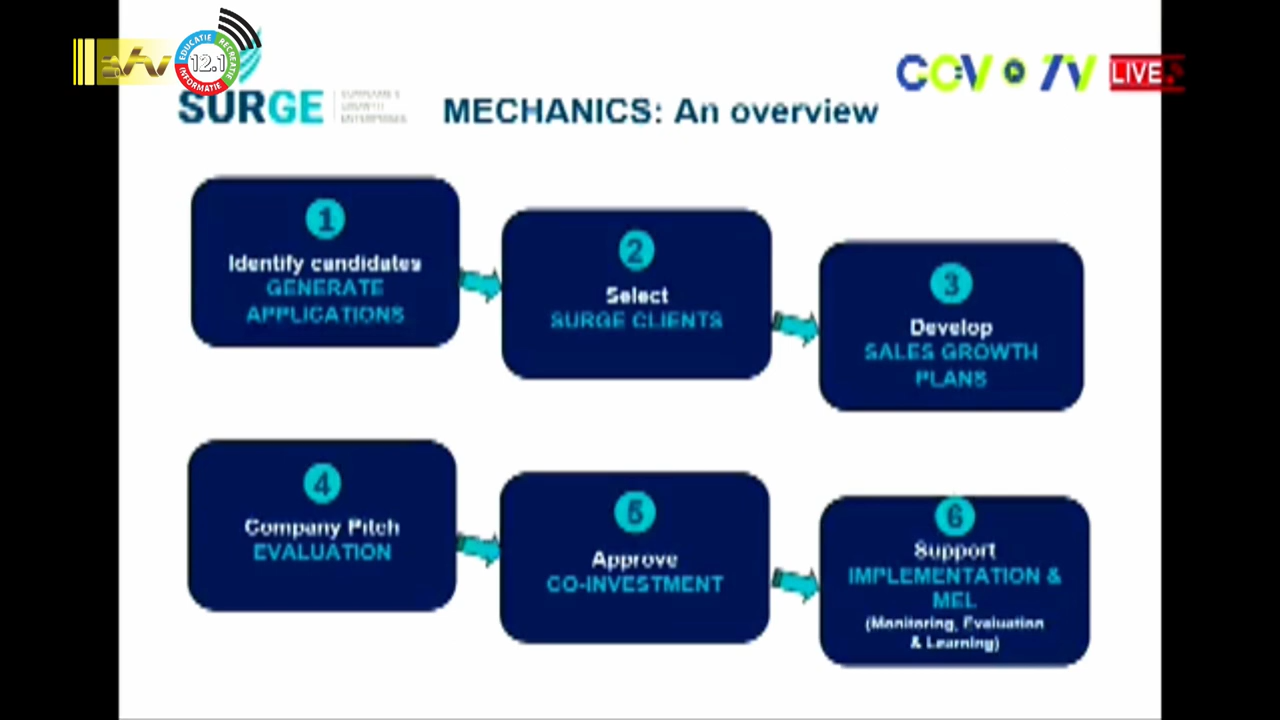 12.1
EDUCATIE
RECREATIE
INFORMATIE
LIVE
SURGE
MECHANICS: An overview
1
Identify candidates
GENERATE
APPLICATIONS
2
Select
SURGE CLIENTS
3
Develop
SALES GROWTH
PLANS
4
Company Pitch
EVALUATION
5
Approve
CO-INVESTMENT
6
Support
IMPLEMENTATION &
MEL
(Monitoring, Evaluation
& Learning)